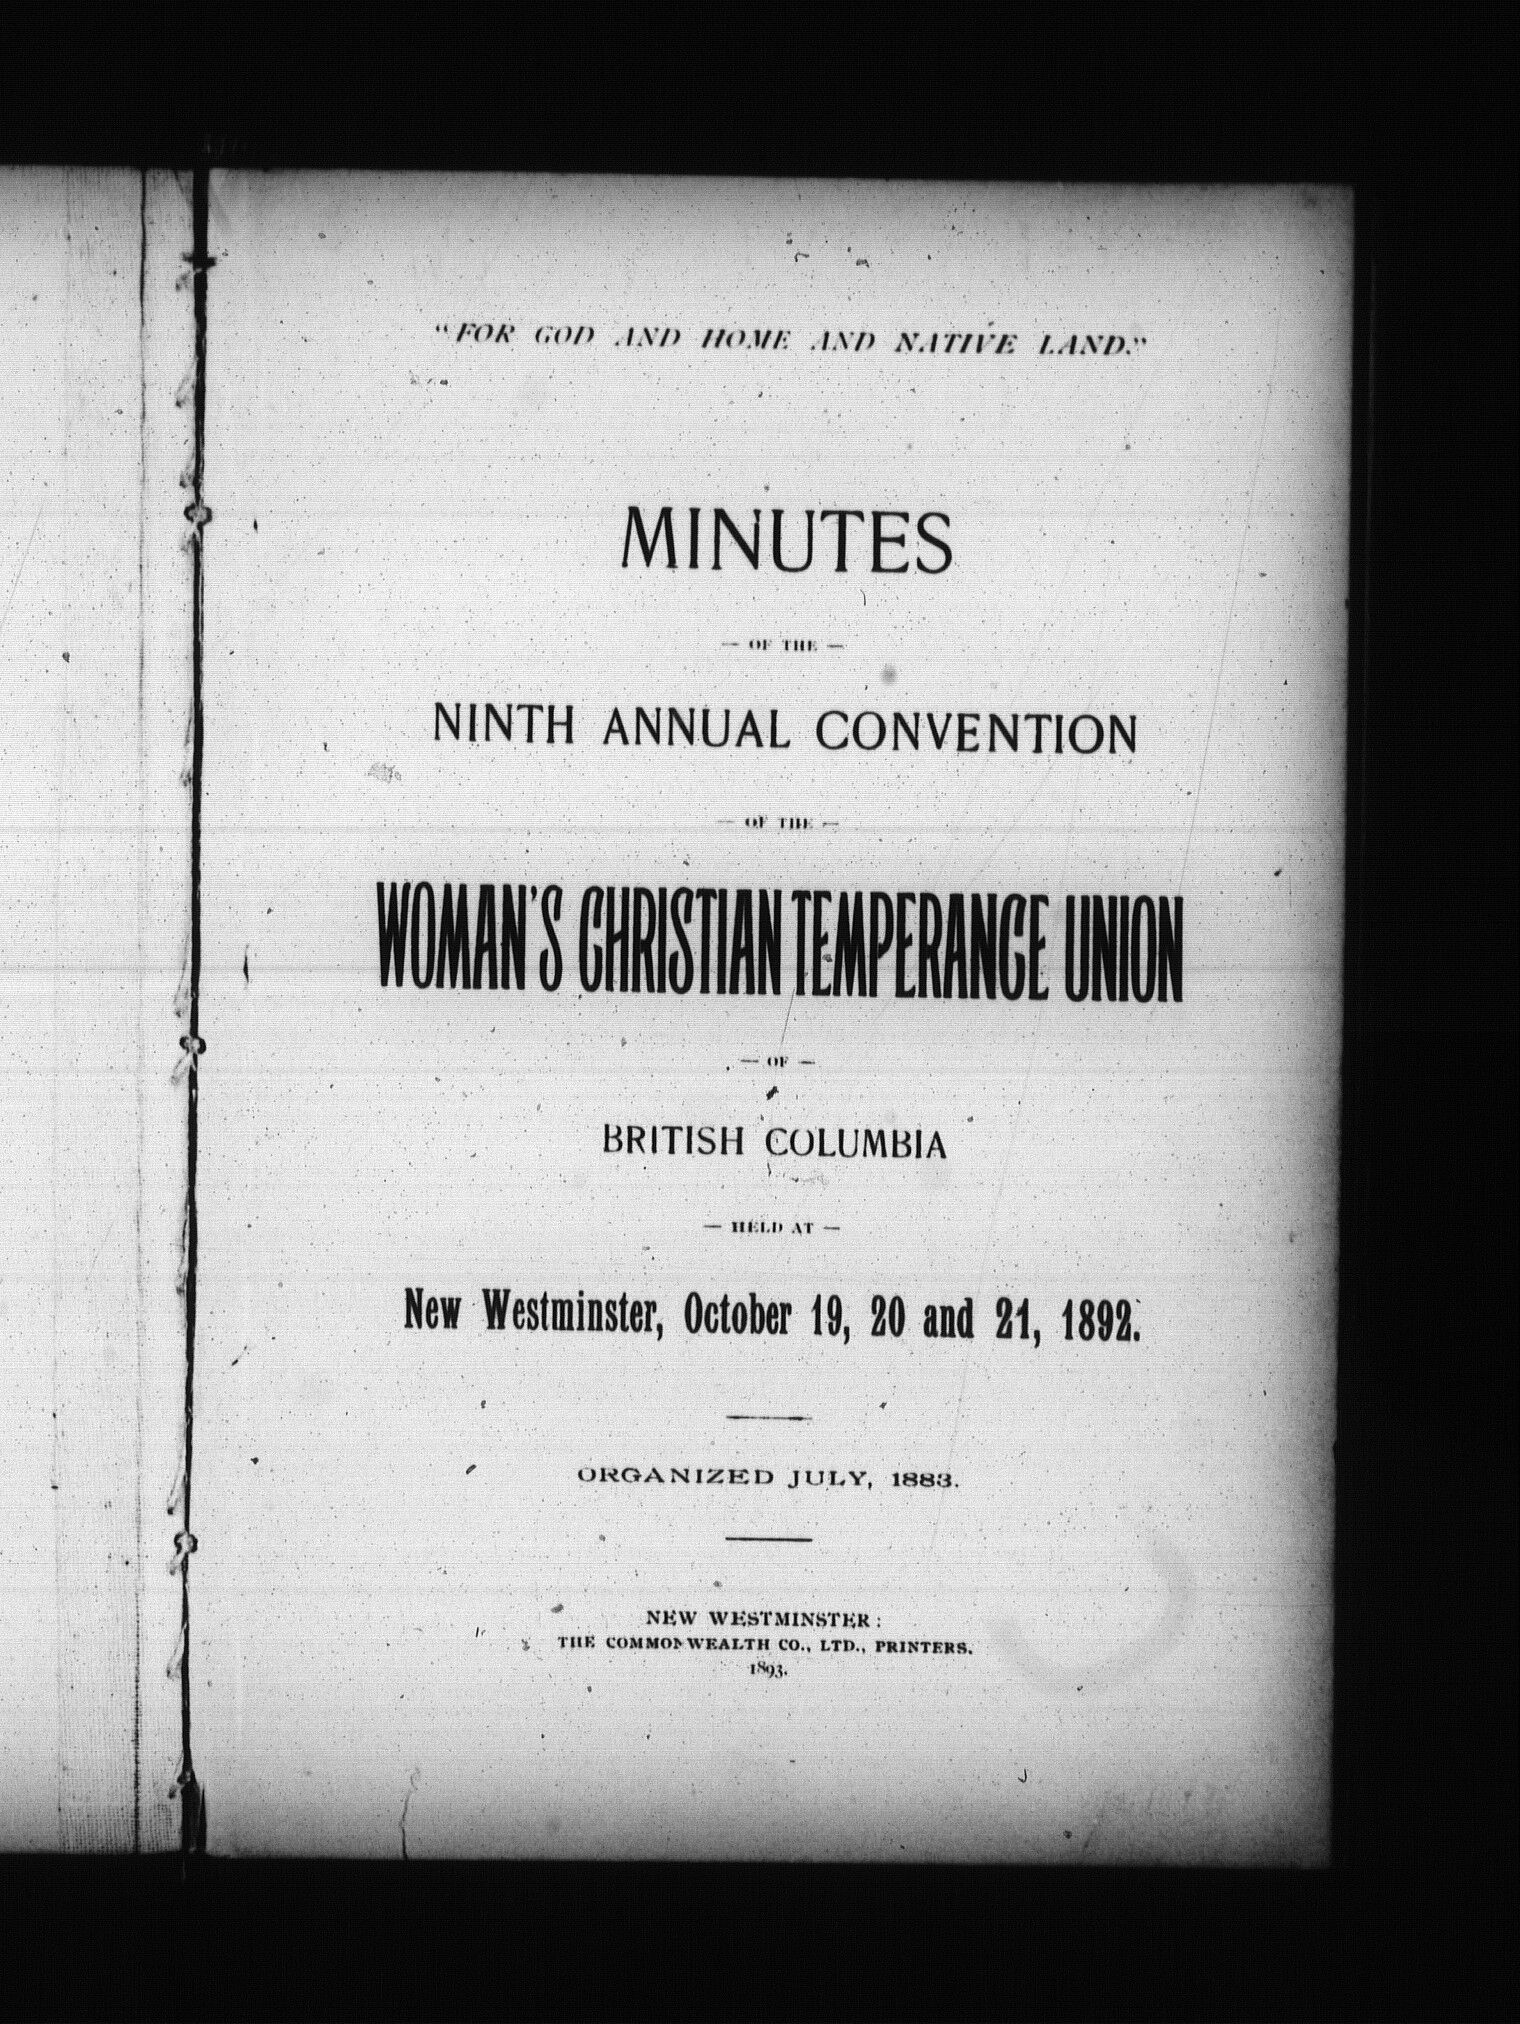 "FOR GOD AND HOME AND NATIVE LAND."
MINUTES
— OF THE —
NINTH ANNUAL CONVENTION
— OF THE —
WOMAN'S CHRISTIAN TEMPERANCE UNION
— OF —
BRITISH COLUMBIA
— HELD AT —
New Westminster, October 19, 20 and 21, 1892.
ORGANIZED JULY, 1883.
NEW WESTMINSTER:
THE COMMONWEALTH CO., LTD., PRINTERS.
1893.